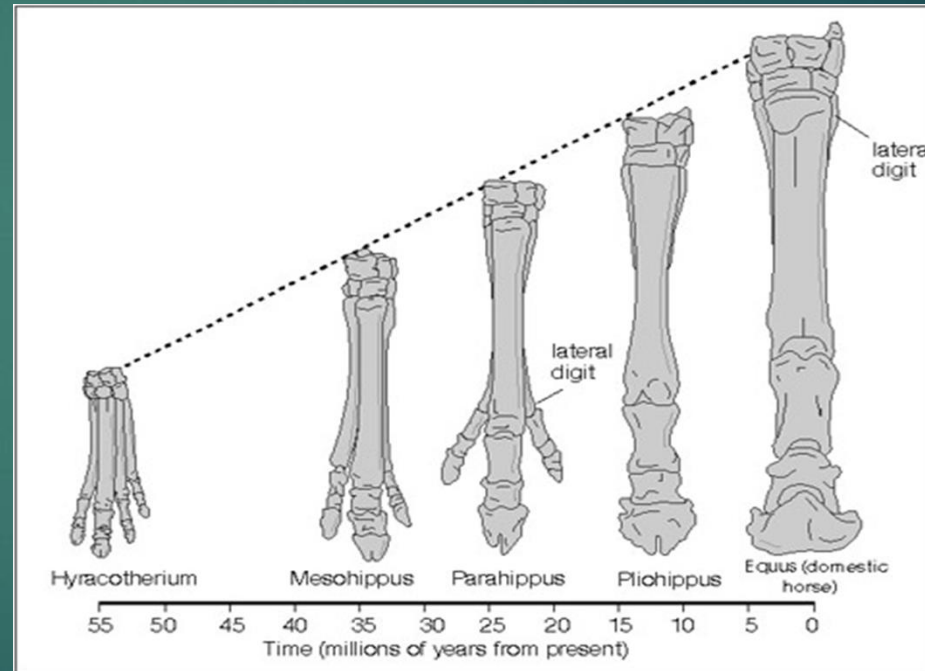 latera
digit
lateral
digit
Hyracotherium
Mesohippus
Parahippus
Pliohippus
Equus (domestic
horse)
55 50 45 40 35 30 25 20 15 10 5 0
Time (millions of years from present)